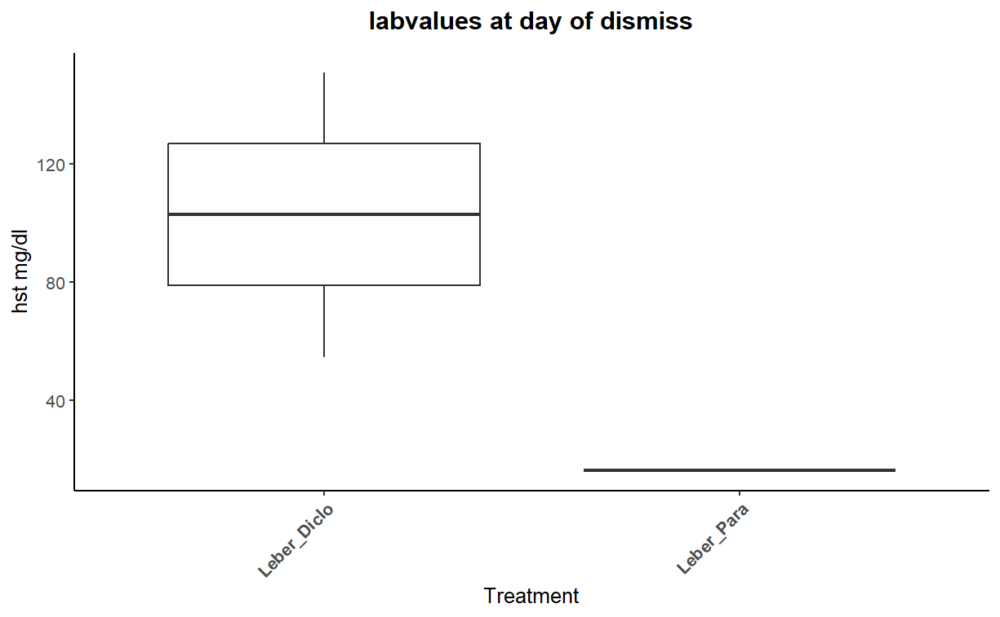 labvalues at day of dismiss
hst mg/dl
120
80
40
Leber_Diclo
Leber_Para
Treatment